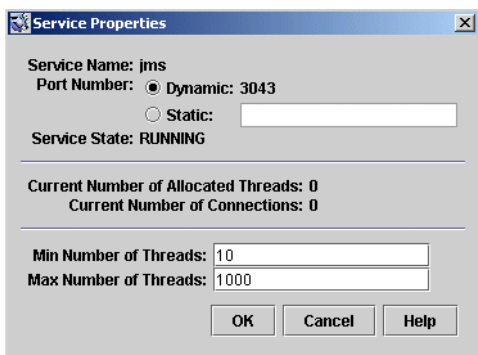 Service Properties
Service Name: jms
Port Number: Dynamic: 3043
Static:
Service State: RUNNING
Current Number of Allocated Threads: 0
Current Number of Connections: 0
Min Number of Threads: 10
Max Number of Threads: 1000
OK Cancel Help